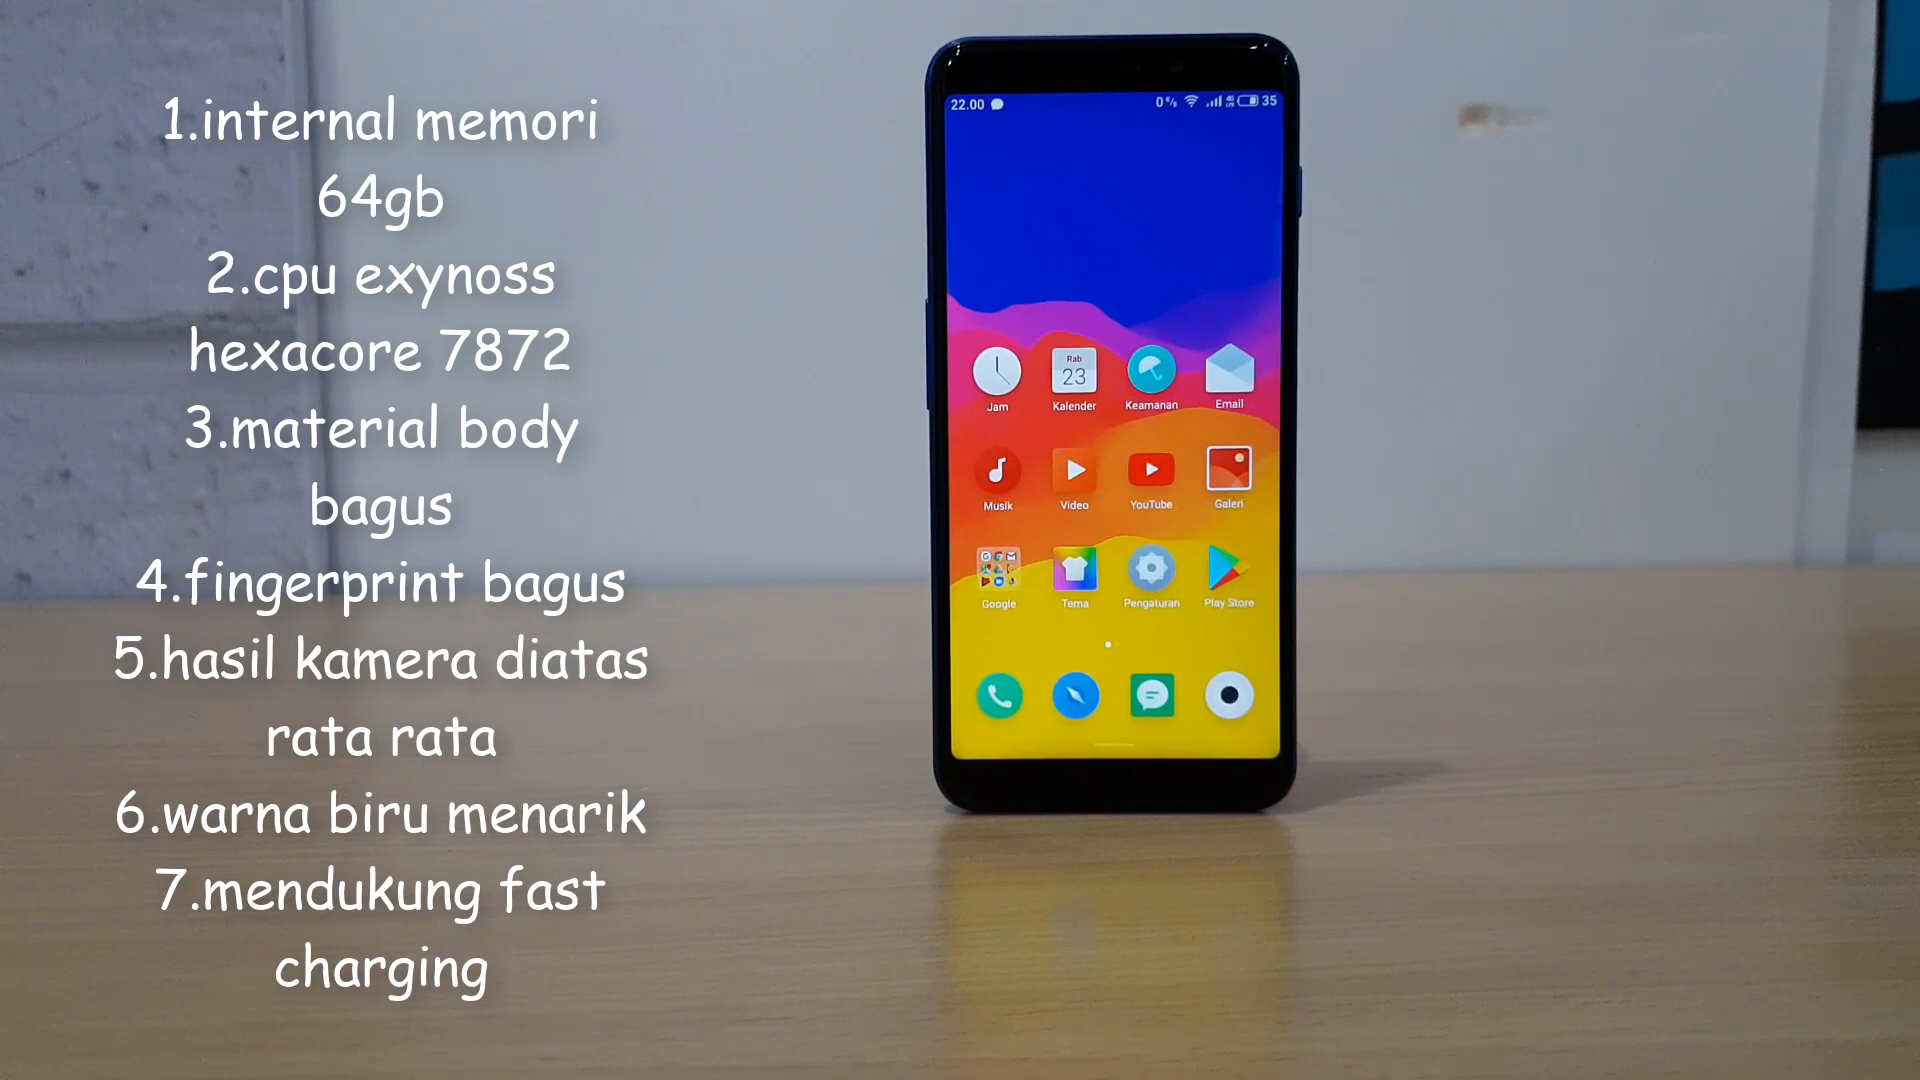 1.internal memori
64gb
2.cpu exynoss
hexacore 7872
3.material body
bagus
4.fingerprint bagus
5.hasil kamera diatas
rata rata
6.warna biru menarik
7.mendukung fast
charging
22.00
0 K/s
35
Rab
23
Jam
Kalender
Keamanan
Email
Musik
Video
YouTube
Galeri
Google
Tema
Pengaturan
Play Store